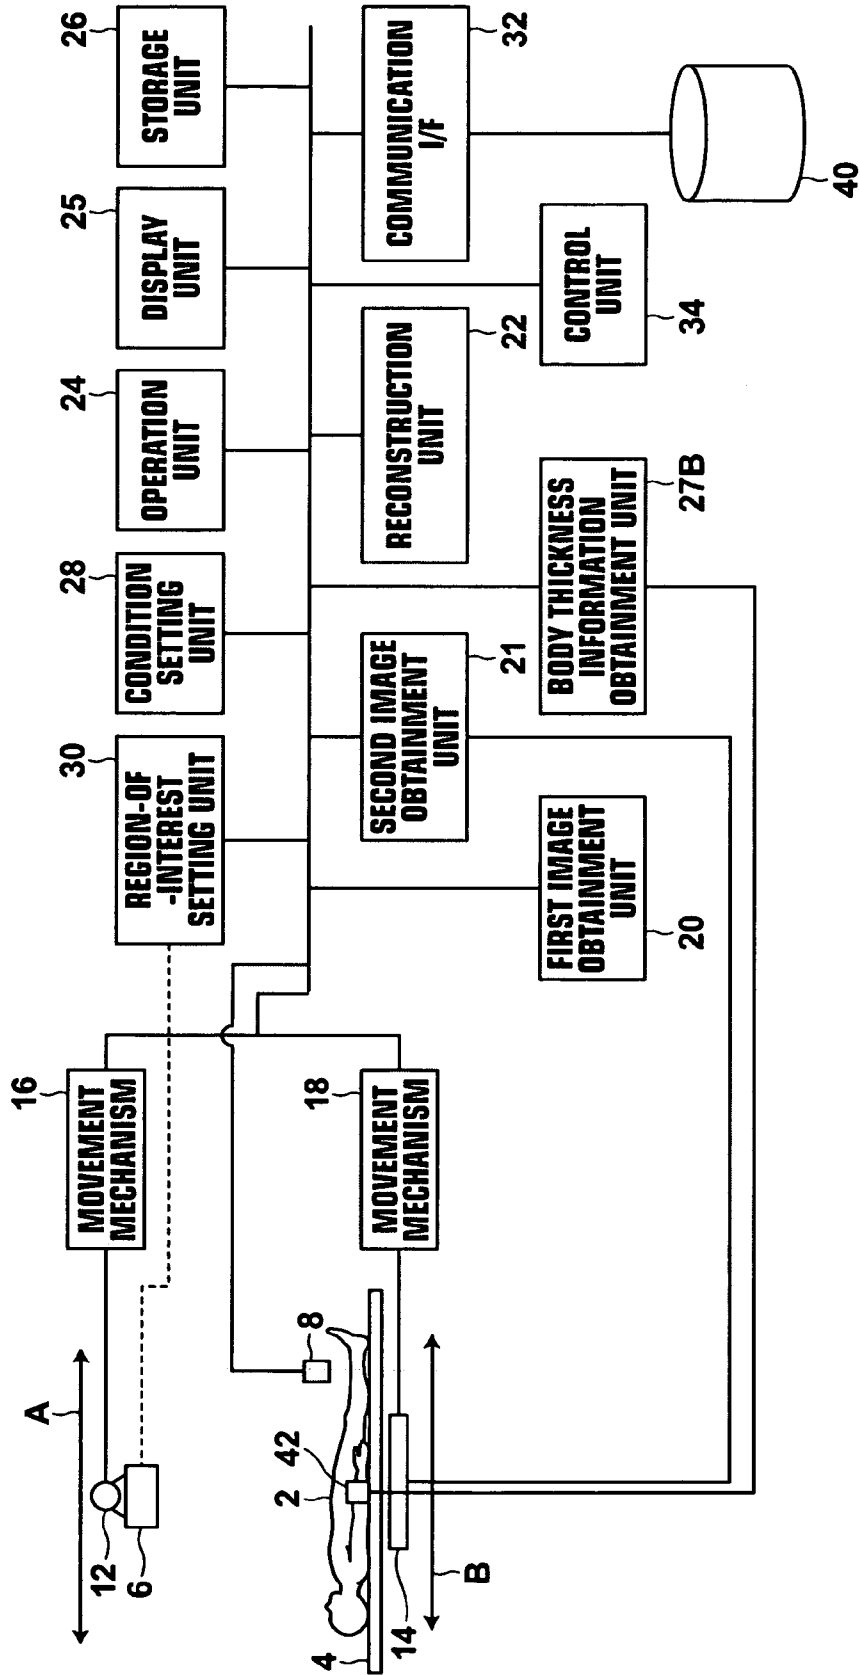 26
STORAGE
UNIT
25
DISPLAY
UNIT
24
OPERATION
UNIT
28
CONDITION
SETTING
UNIT
30
REGION-OF
-INTEREST
SETTING UNIT
16
MOVEMENT
MECHANISM
A
12
6
32
COMMUNICATION
I/F
22
RECONSTRUCTION
UNIT
21
SECOND IMAGE
OBTAINMENT
UNIT
18
MOVEMENT
MECHANISM
8
42
2
4
14
B
34
CONTROL
UNIT
27B
BODY THICKNESS
INFORMATION
OBTAINMENT UNIT
20
FIRST IMAGE
OBTAINMENT
UNIT
40